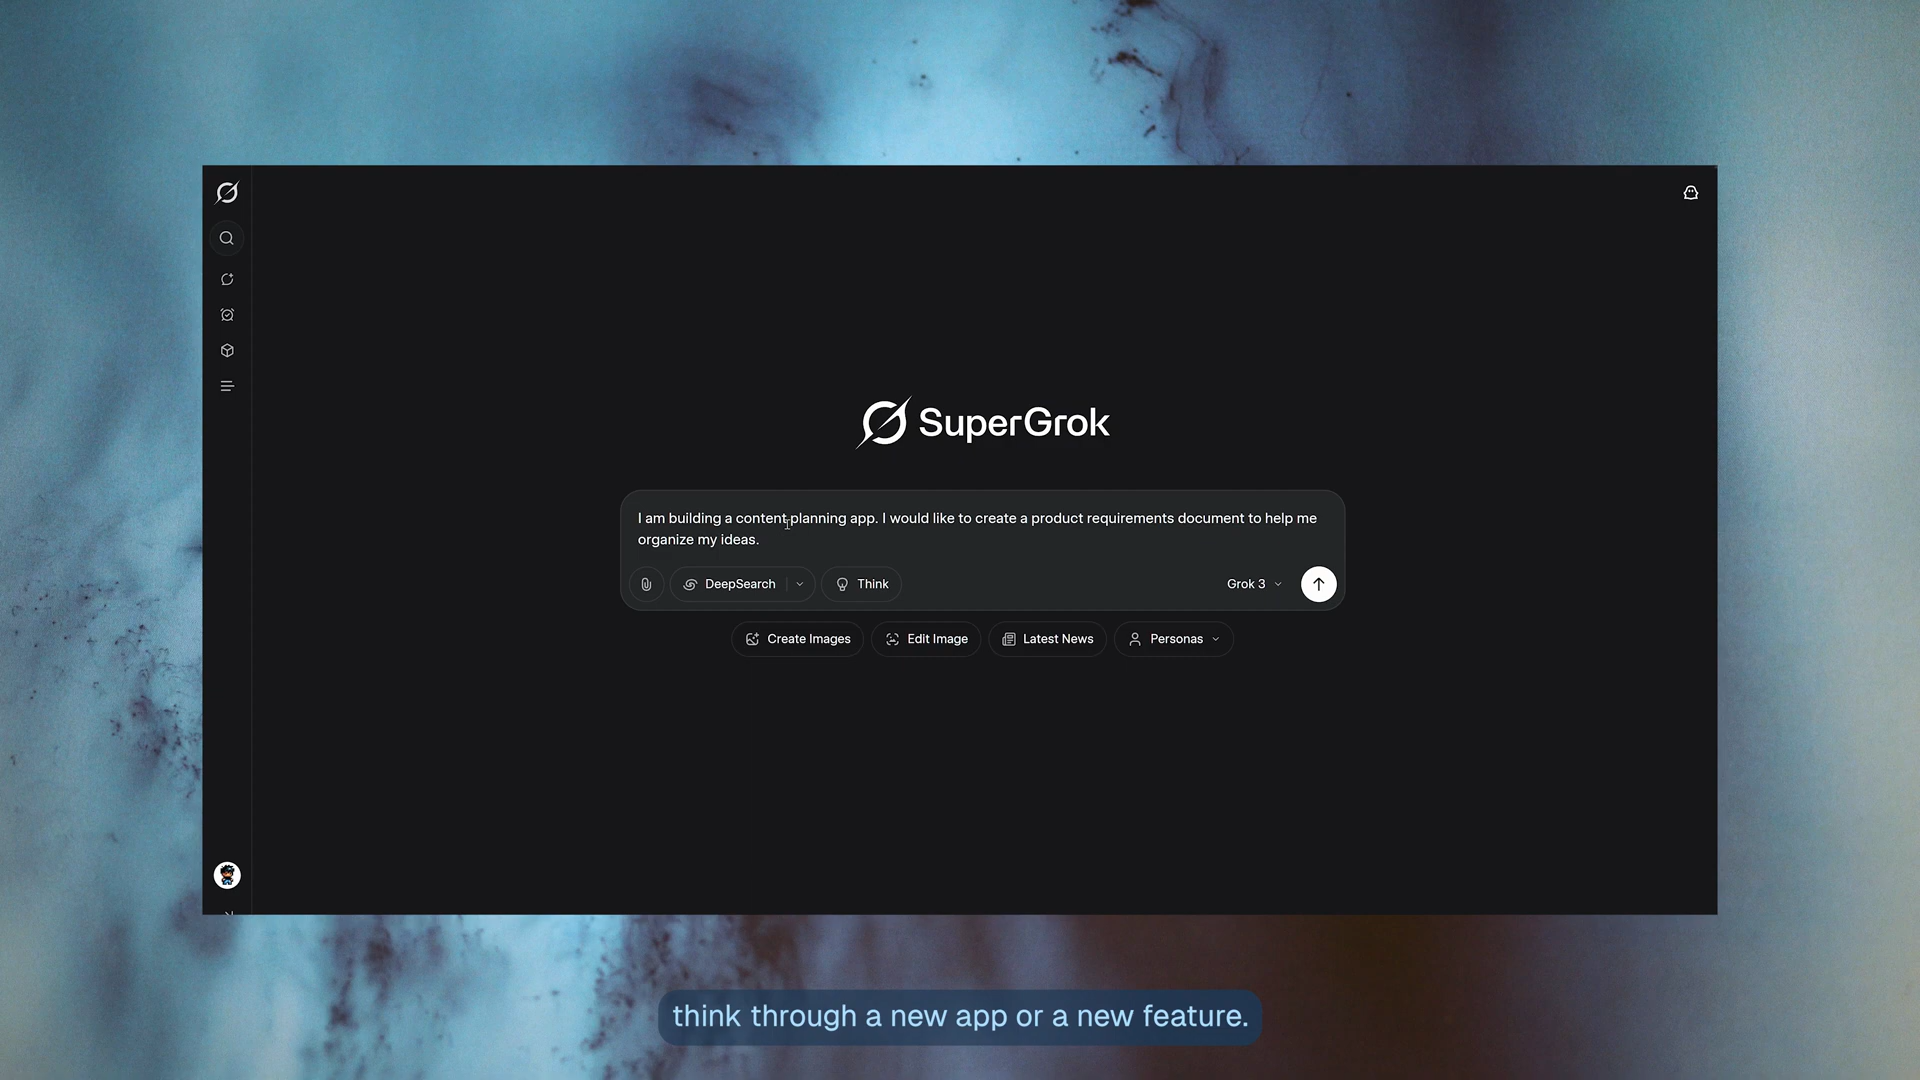 SuperGrok
I am building a content planning app. I would like to create a product requirements document to help me
organize my ideas.
DeepSearch
Think
Grok 3
Create Images
Edit Image
Latest News
Personas
think through a new app or a new feature.